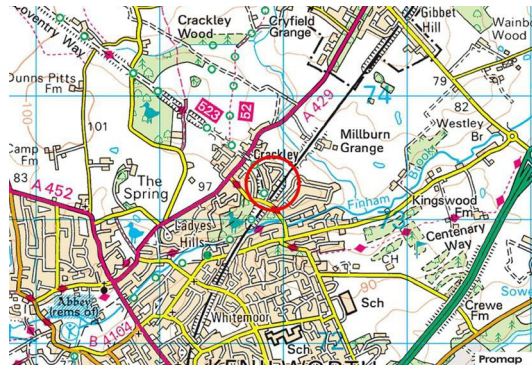 Coventry Way
Crackley
Wood
Cryfield
Grange
Gibbet
Hill
Wood
Dunns Pitts
Fm
100
101
523
52
A 429
74
79
82
Westley
Br
Millburn
Grange
Camp
Fm
83
A 452
The
Spring
97
Crackley
Finham
Brook
Kingswood
Fm
Centenary
Way
CH
Ladyes
Hills
Abbey
(rems of)
B 4104
Whitemoor
90
Sch
Sch
72
Crewe
Fm
Promap